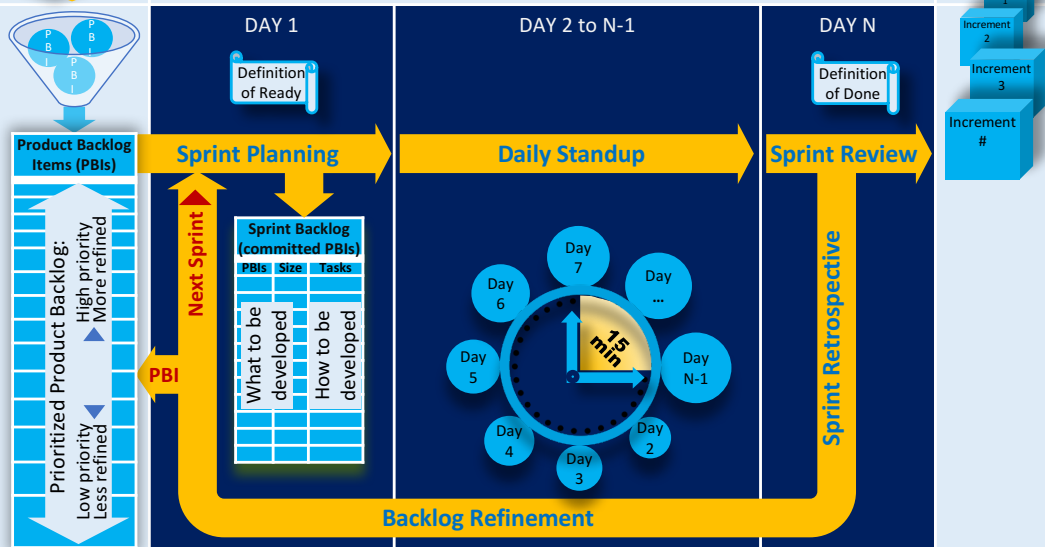 P
B
I
P
B
I
P
B
I
Product Backlog
Items (PBIs)
Prioritized Product Backlog:
High priority
More refined
Low priority
Less refined
DAY 1
Definition
of Ready
Sprint Planning
Next Sprint
PBI
Sprint Backlog
(committed PBIs)
PBIs Size Tasks
What to be
developed
How to be
developed
DAY 2 to N-1
Daily Standup
Day
7
Day
...
Day
6
15
min
Day
5
Day
N-1
Day
4
Day
2
Day
3
Backlog Refinement
DAY N
Definition
of Done
Sprint Review
Sprint Retrospective
1
Increment
2
Increment
3
Increment
#